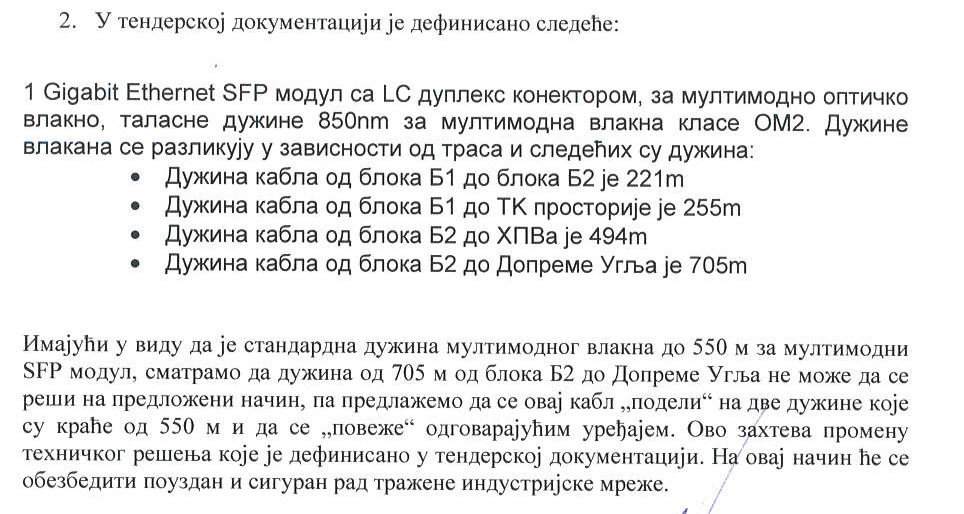 2. У тендерској документацији је дефинисано следеће:
1 Gigabit Ethernet SFP модул са LC дуплекс конектором, за мултимодно оптичко
влакно, таласне дужине 850nm за мултимодна влакна класе ОМ2. Дужине
влакана се разликују у зависности од траса и следећих су дужина:
• Дужина кабла од блока Б1 до блока Б2 је 221m
• Дужина кабла од блока Б1 до ТК просторије је 255m
• Дужина кабла од блока Б2 до ХПВа је 494m
• Дужина кабла од блока Б2 до Допреме Угља је 705m
Имајући у виду да је стандардна дужина мултимодног влакна до 550 м за мултимодни
SFP модул, сматрамо да дужина од 705 м од блока Б2 до Допреме Угља не може да се
реши на предложени начин, па предлажемо да се овај кабл „подели“ на две дужине које
су краће од 550 м и да се „повеже“ одговарајућим уређајем. Ово захтева промену
техничког решења које је дефинисано у тендерској документацији. На овај начин ће се
обезбедити поуздан и сигуран рад тражене индустријске мреже.